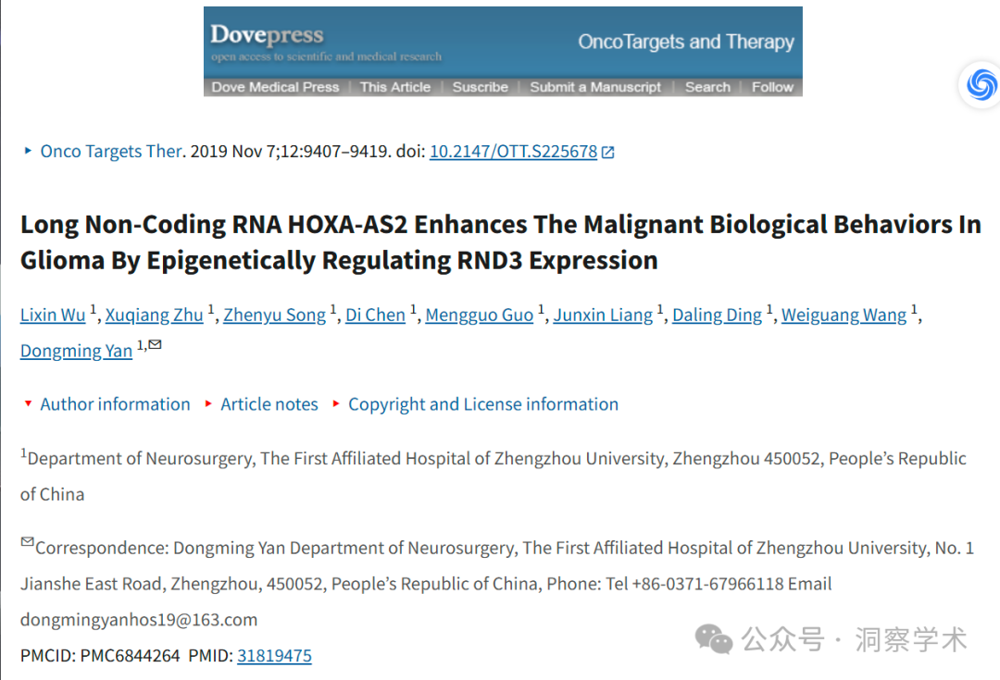 Dovepress
open access to scientific and medical research
OncoTargets and Therapy
Dove Medical Press | This Article | Suscribe | Submit a Manuscript | Search | Follow
Onco Targets Ther. 2019 Nov 7;12:9407–9419. doi: 10.2147/OTT.S225678
Long Non-Coding RNA HOXA-AS2 Enhances The Malignant Biological Behaviors In
Glioma By Epigenetically Regulating RND3 Expression
Lixin Wu 1, Xuqiang Zhu 1, Zhenyu Song 1, Di Chen 1, Mengguo Guo 1, Junxin Liang 1, Daling Ding 1, Weiguang Wang 1,
Dongming Yan 1,✉
Author information Article notes Copyright and License information
1Department of Neurosurgery, The First Affiliated Hospital of Zhengzhou University, Zhengzhou 450052, People’s Republic
of China
✉Correspondence: Dongming Yan Department of Neurosurgery, The First Affiliated Hospital of Zhengzhou University, No. 1
Jianshe East Road, Zhengzhou, 450052, People’s Republic of China, Phone: Tel +86-0371-67966118 Email
dongmingyanhos19@163.com
PMCID: PMC6844264 PMID: 31819475
公众号 · 洞察学术